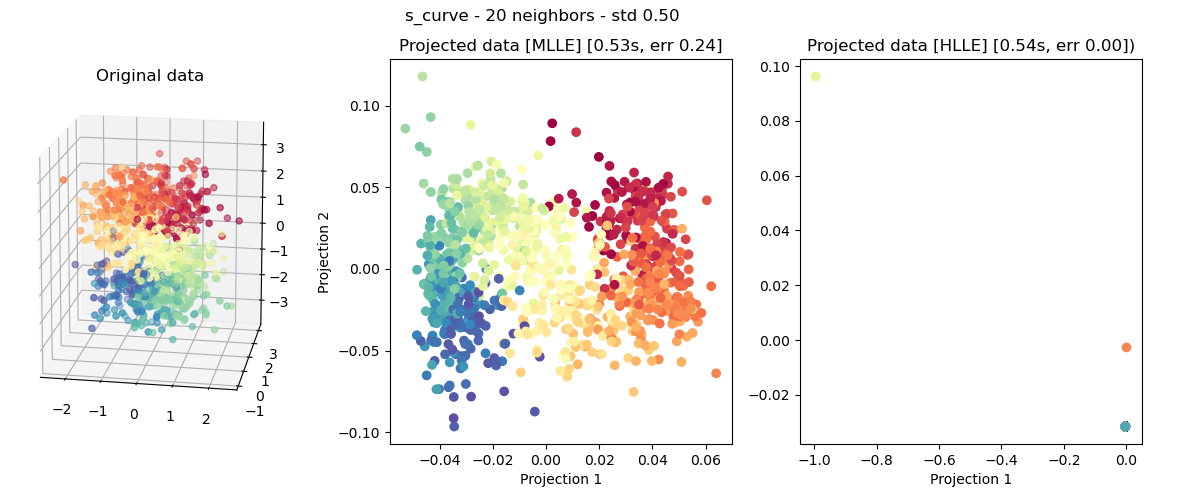 s_curve - 20 neighbors - std 0.50
Original data
3
2
1
0
−1
−2
−3
3
2
1
0
−1
−2 −1 0 1 2
Projected data [MLLE] [0.53s, err 0.24]
Projection 2
0.10
0.05
0.00
−0.05
−0.10
−0.04 −0.02 0.00 0.02 0.04 0.06
Projection 1
Projected data [HLLE] [0.54s, err 0.00])
0.10
0.08
0.06
0.04
0.02
0.00
−0.02
−1.0 −0.8 −0.6 −0.4 −0.2 0.0
Projection 1